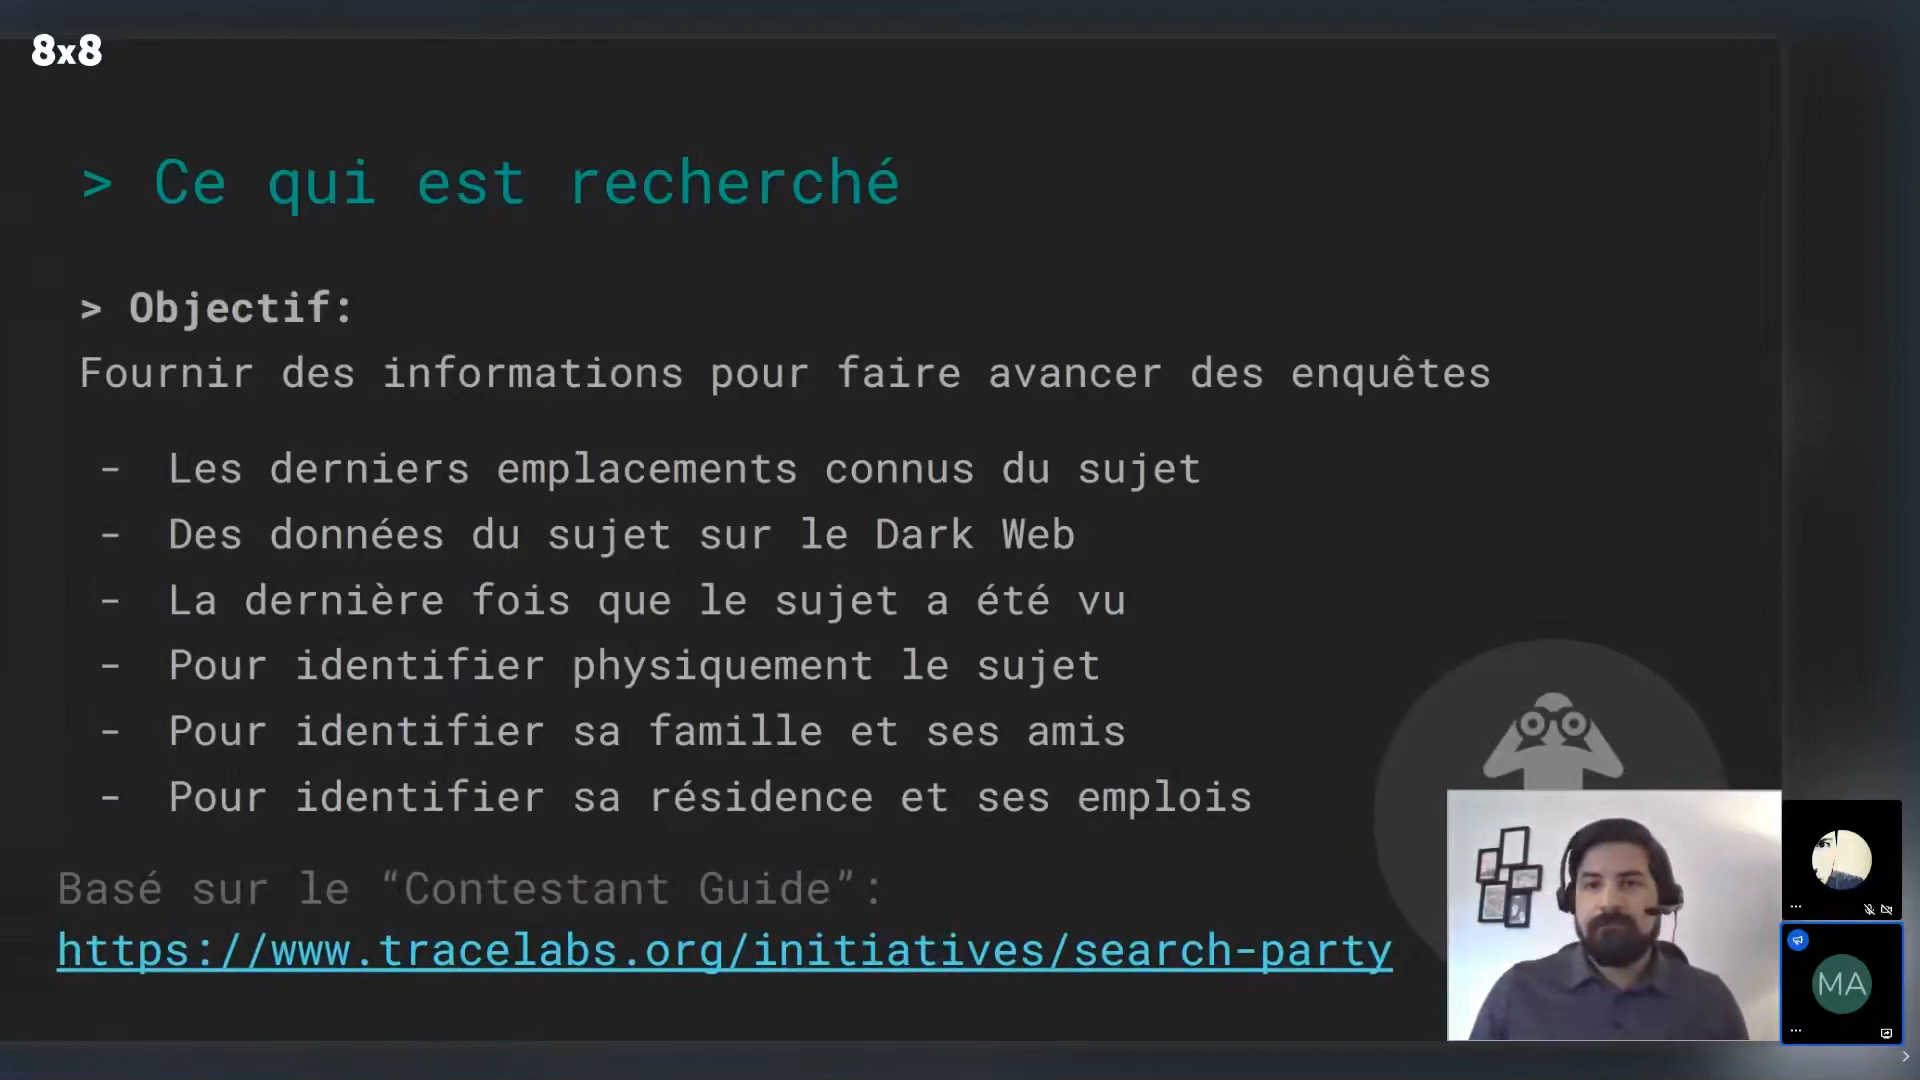 8x8
> Ce qui est recherché
> Objectif:
Fournir des informations pour faire avancer des enquêtes
- Les derniers emplacements connus du sujet
- Des données du sujet sur le Dark Web
- La dernière fois que le sujet a été vu
- Pour identifier physiquement le sujet
- Pour identifier sa famille et ses amis
- Pour identifier sa résidence et ses emplois
Basé sur le “Contestant Guide”:
https://www.tracelabs.org/initiatives/search-party
MA